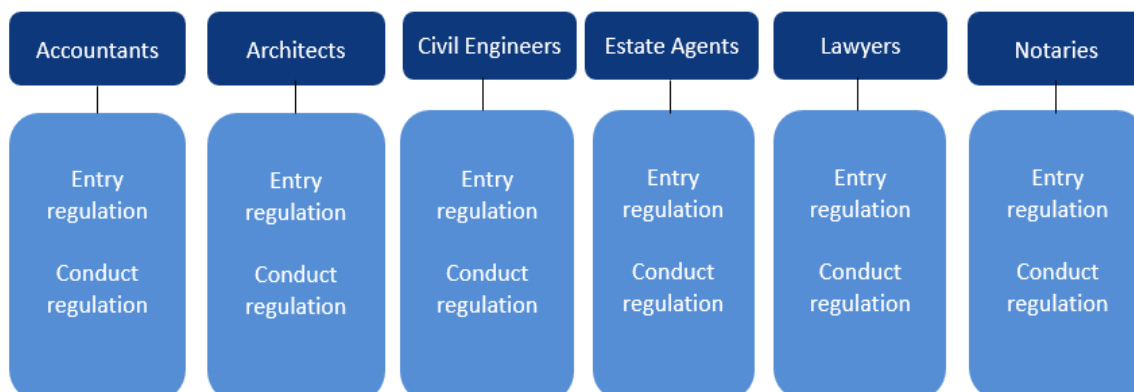 Accountants
Architects
Civil Engineers
Estate Agents
Lawyers
Notaries
Entry
regulation
Conduct
regulation
Entry
regulation
Conduct
regulation
Entry
regulation
Conduct
regulation
Entry
regulation
Conduct
regulation
Entry
regulation
Conduct
regulation
Entry
regulation
Conduct
regulation